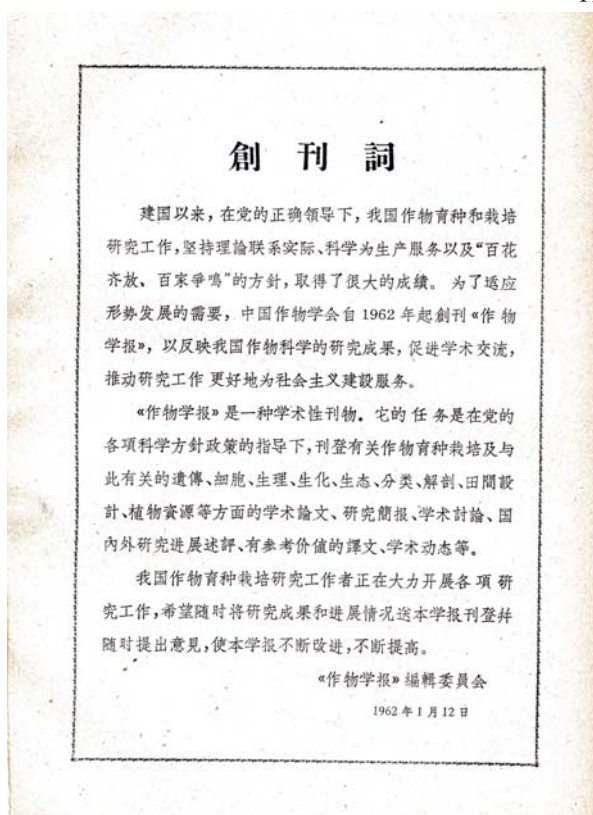 創刊詞
建国以来，在党的正确领导下，我国作物育种和栽培
研究工作，坚持理論联系实际、科学为生产服务以及“百花
齐放、百家爭鳴”的方針，取得了很大的成績。为了适应
形势发展的需要，中国作物学会自1962年起創刊《作物
学报》，以反映我国作物科学的研究成果，促进学术交流，
推动研究工作更好地为社会主义建設服务。
《作物学报》是一种学术性刊物。它的任务是在党的
各項科学方針政策的指导下，刊登有关作物育种栽培及与
此有关的遺傳、細胞、生理、生化、生态、分类、解剖、田間設
計、植物資源等方面的学术論文、研究簡报、学术討論、国
內外研究进展述評、有参考价値的譯文、学术动态等。
我国作物育种栽培研究工作者正在大力开展各項研
究工作，希望随时将研究成果和进展情况送本学报刊登幷
随时提出意見，使本学报不断改进，不断提高。
《作物学报》編輯委員会
1962年1月12日